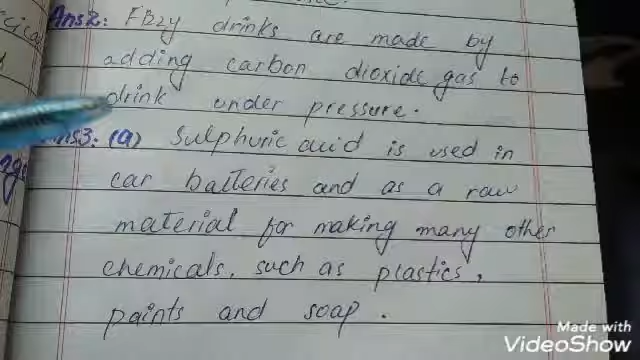 Ans2: Fizzy drinks are made by
adding carbon dioxide gas to
drink under pressure.
Ans3: (a) Sulphuric acid is used in
car batteries and as a raw
material for making many other
chemicals, such as plastics,
paints and soap.
Made with
VideoShow